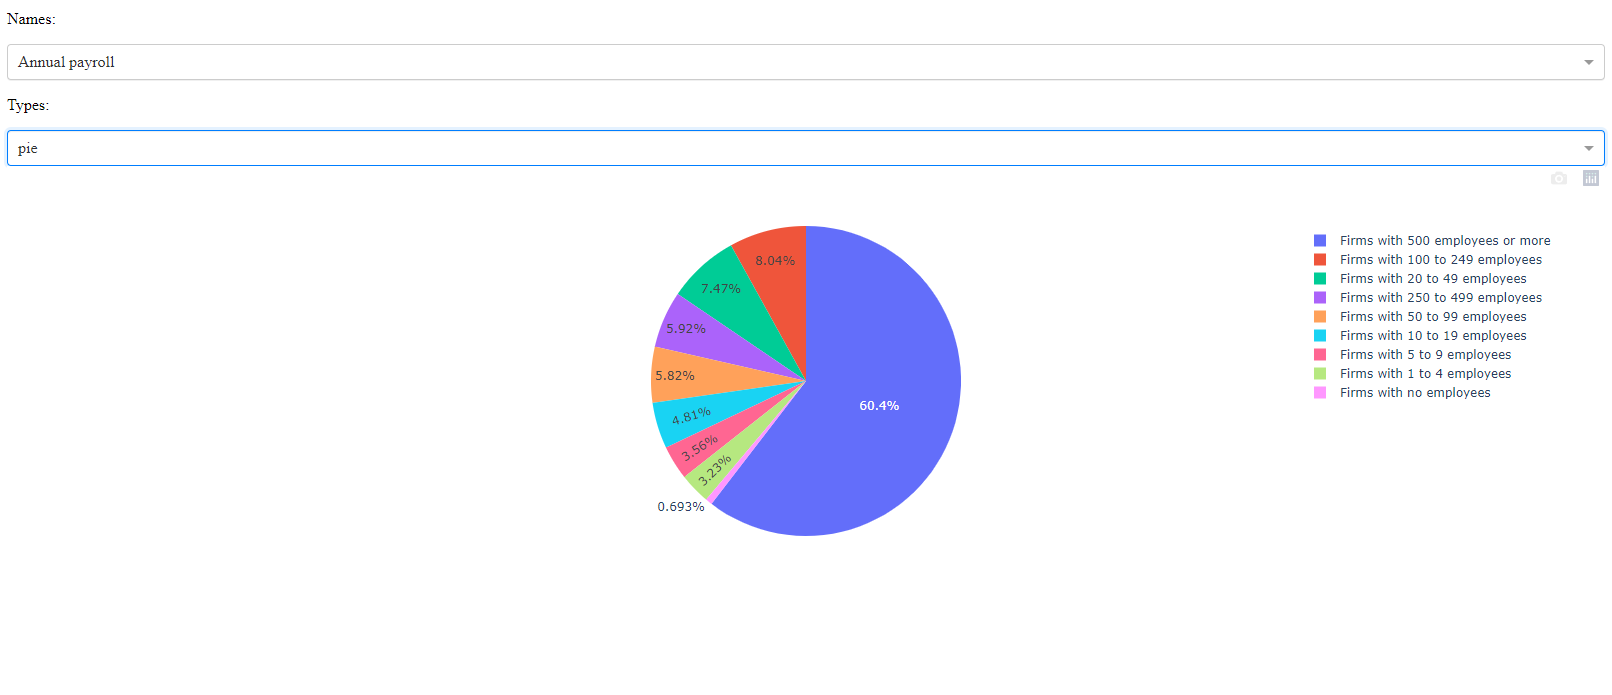 Names:
Annual payroll
Types:
pie
8.04%
7.47%
5.92%
5.82%
4.81%
3.56%
3.23%
0.693%
60.4%
Firms with 500 employees or more
Firms with 100 to 249 employees
Firms with 20 to 49 employees
Firms with 250 to 499 employees
Firms with 50 to 99 employees
Firms with 10 to 19 employees
Firms with 5 to 9 employees
Firms with 1 to 4 employees
Firms with no employees